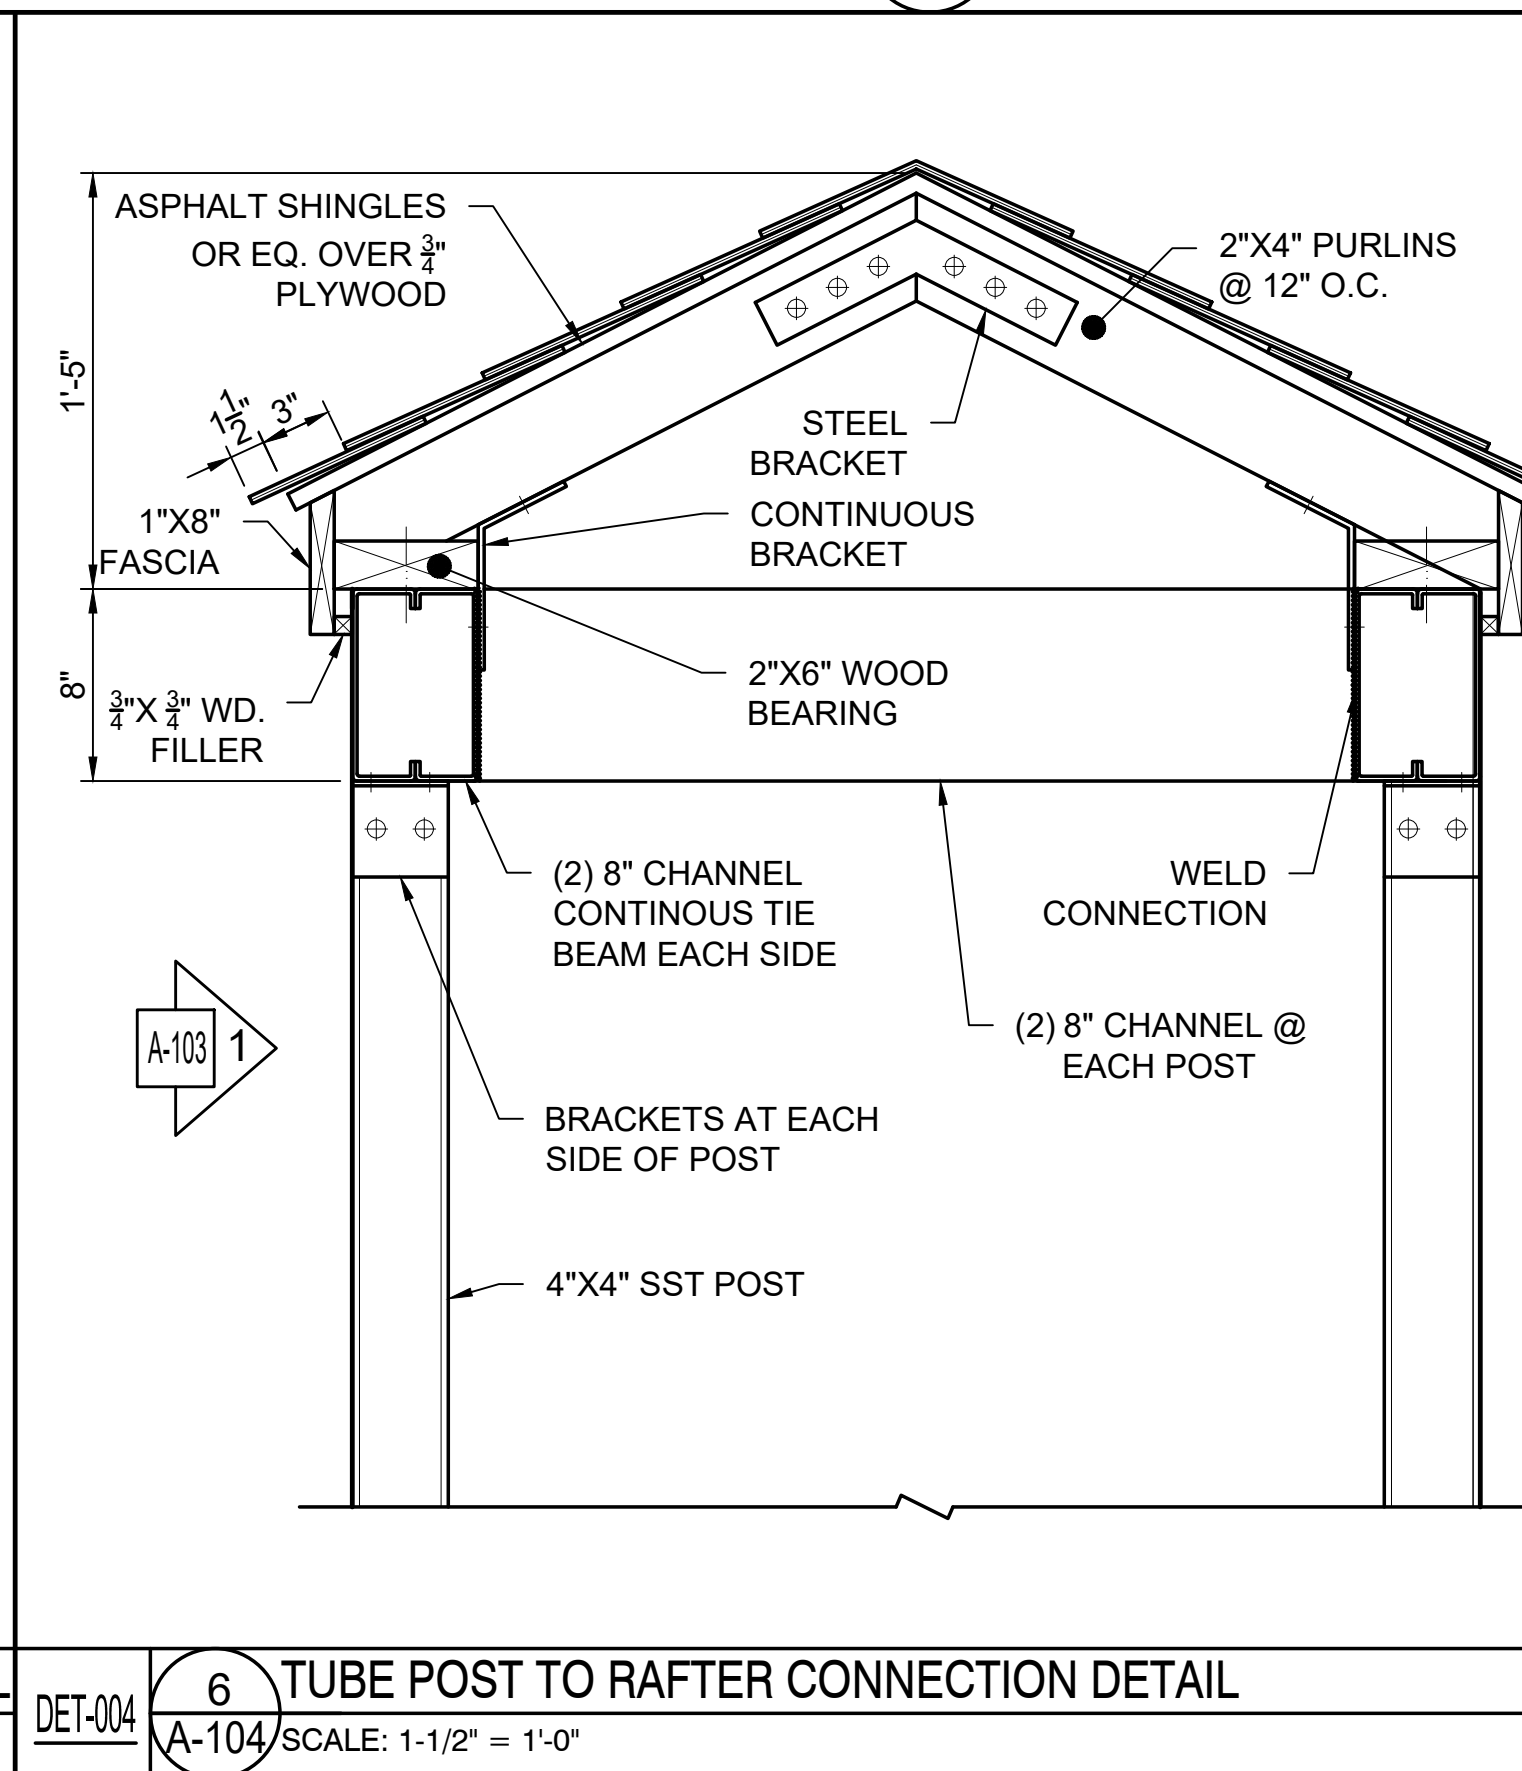 ASPHALT SHINGLES
OR EQ. OVER 3/4"
PLYWOOD
2"X4" PURLINS
@ 12" O.C.
1'-5"
1 1/2"
3"
STEEL
BRACKET
1"X8"
FASCIA
CONTINUOUS
BRACKET
8"
3/4"X 3/4" WD.
FILLER
2"X6" WOOD
BEARING
(2) 8" CHANNEL
CONTINOUS TIE
BEAM EACH SIDE
WELD
CONNECTION
A-103
1
(2) 8" CHANNEL @
EACH POST
BRACKETS AT EACH
SIDE OF POST
4"X4" SST POST
DET-004
6
A-104
TUBE POST TO RAFTER CONNECTION DETAIL
SCALE: 1-1/2" = 1'-0"